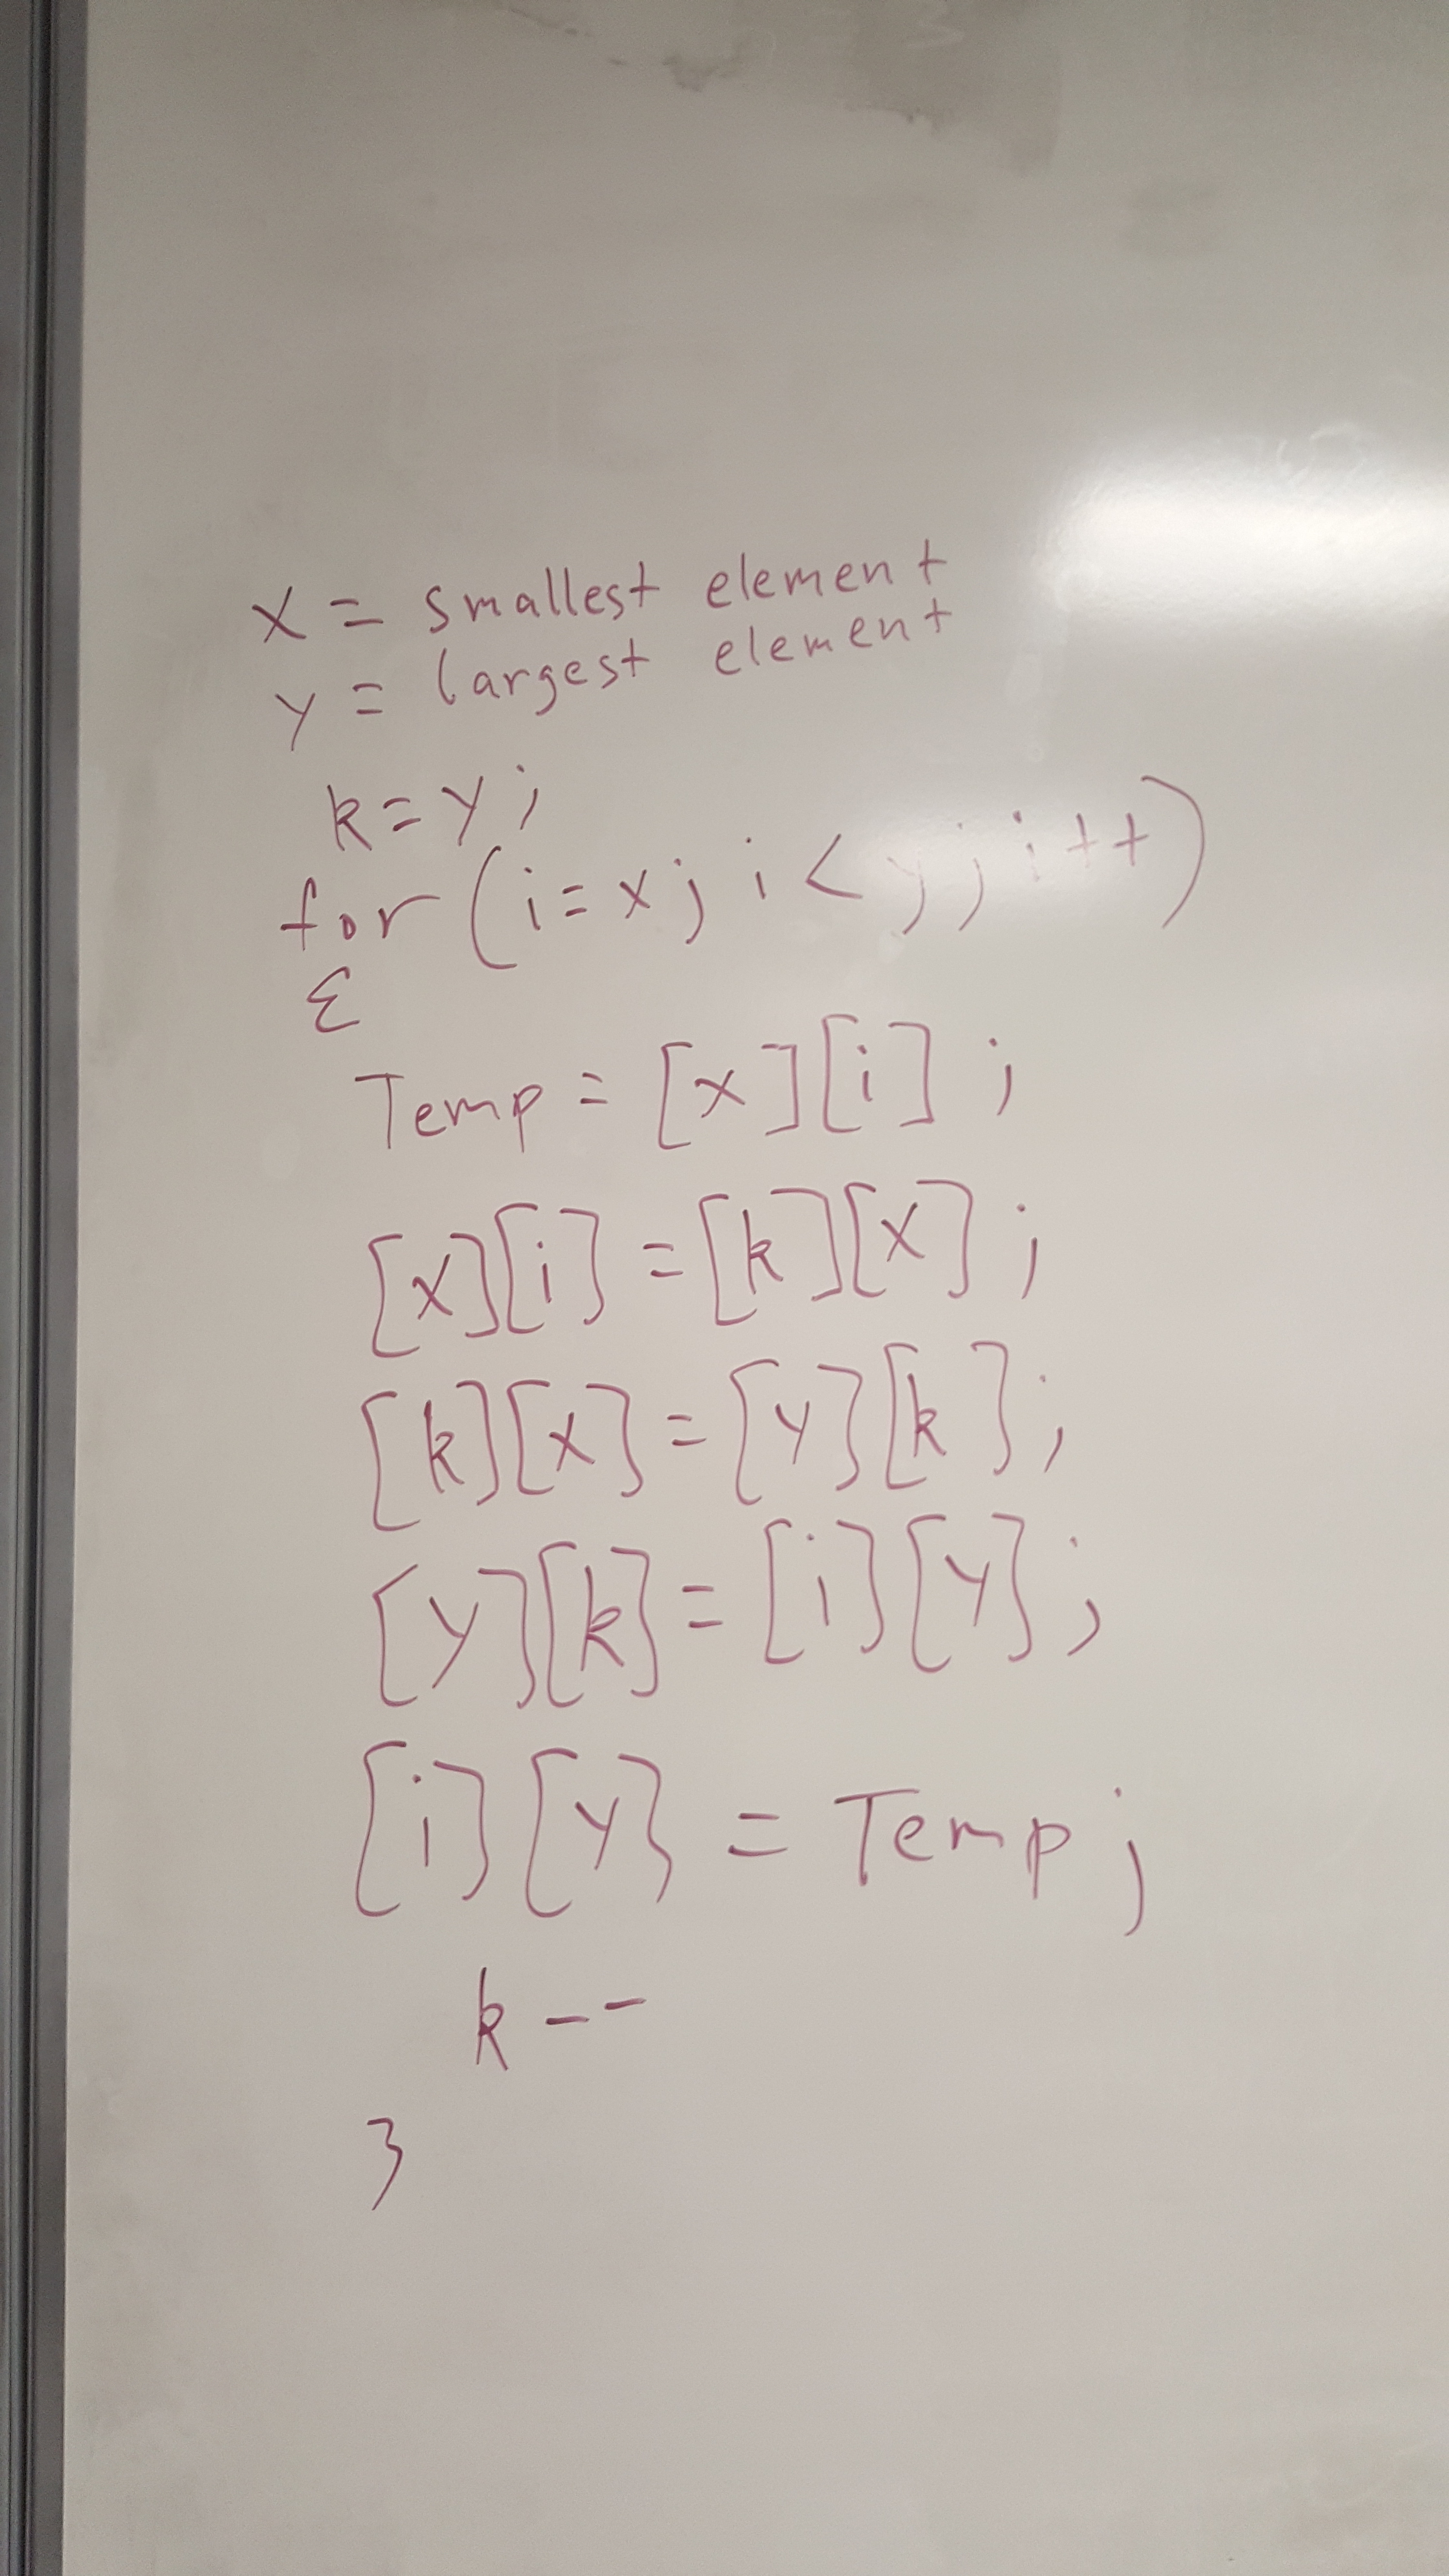 x = smallest element
y = largest element
k = y;
for (i = x; i < y; i++)
{
Temp = [x][i];
[x][i] = [k][x];
[k][x] = [y][k];
[y][k] = [i][y];
[i][y] = Temp;
k--
}